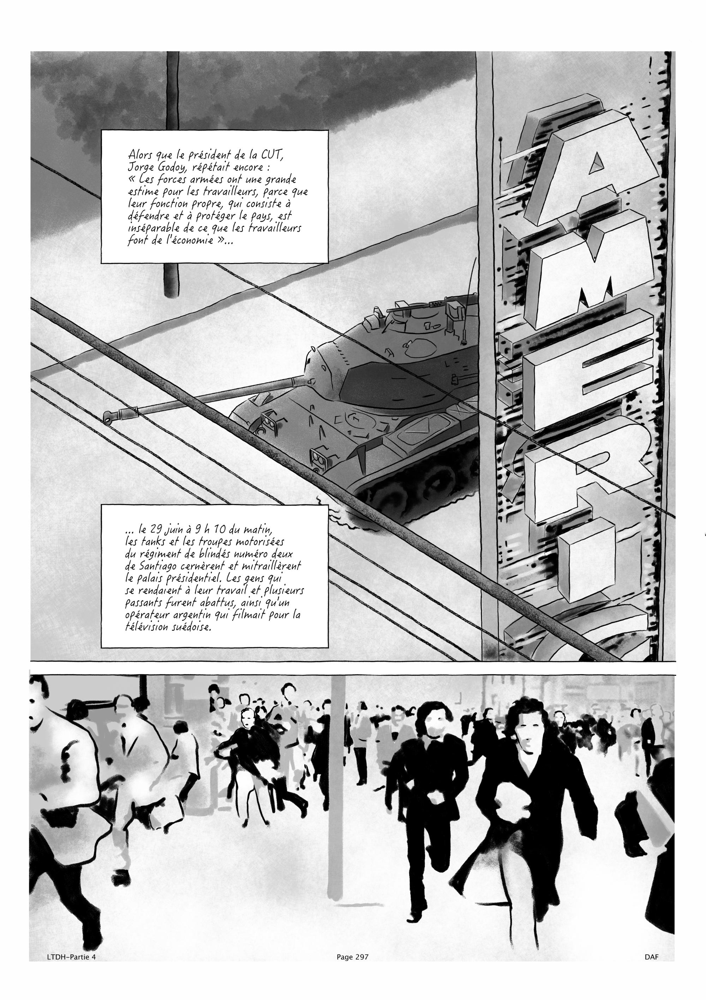 Alors que le président de la CUT,
Jorge Godoy, répétait encore :
« Les forces armées ont une grande
estime pour les travailleurs, parce que
leur fonction propre, qui consiste à
défendre et à protéger le pays, est
inséparable de ce que les travailleurs
font de l'économie »...
A
M
E
R
I
C
... le 29 juin à 9 h 10 du matin,
les tanks et les troupes motorisées
du régiment de blindés numéro deux
de Santiago cernèrent et mitraillèrent
le palais présidentiel. Les gens qui
se rendaient à leur travail et plusieurs
passants furent abattus, ainsi qu'un
opérateur argentin qui filmait pour la
télévision suédoise.
LTDH-Partie 4
Page 297
DAF